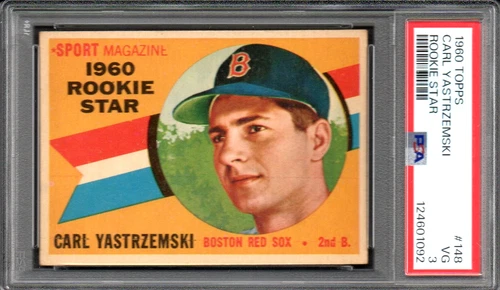 SPORT MAGAZINE
1960
ROOKIE
STAR
B
CARL YASTRZEMSKI BOSTON RED SOX • 2nd B.
1960 TOPPS
CARL YASTRZEMSKI
ROOKIE STAR
PSA
#148
VG
3
124601092